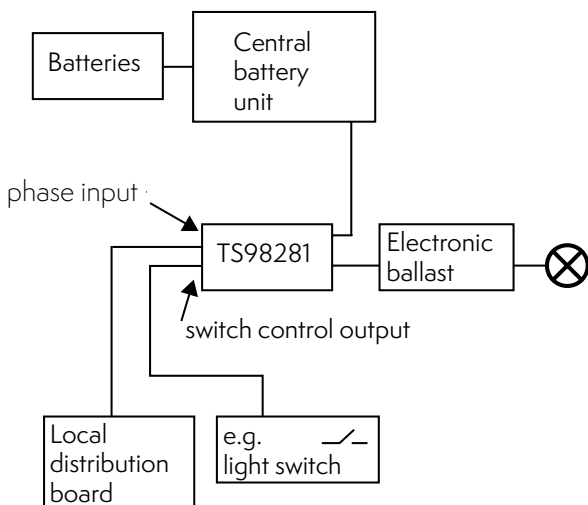 Batteries
Central
battery
unit
phase input
TS98281
Electronic
ballast
switch control output
Local
distribution
board
e.g.
light switch